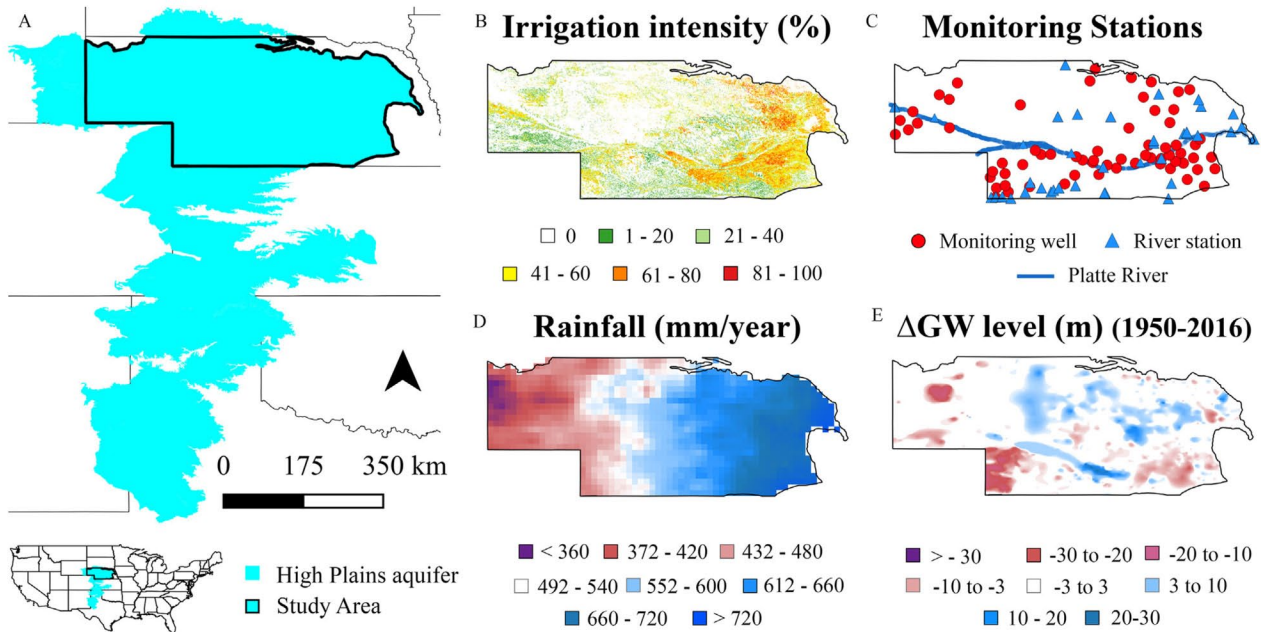 A
0 175 350 km
High Plains aquifer
Study Area
B Irrigation intensity (%)
0 1 - 20 21 - 40
41 - 60 61 - 80 81 - 100
C Monitoring Stations
Monitoring well River station
Platte River
D Rainfall (mm/year)
< 360 372 - 420 432 - 480
492 - 540 552 - 600 612 - 660
660 - 720 > 720
E ΔGW level (m) (1950-2016)
> - 30 -30 to -20 -20 to -10
-10 to -3 -3 to 3 3 to 10
10 - 20 20-30